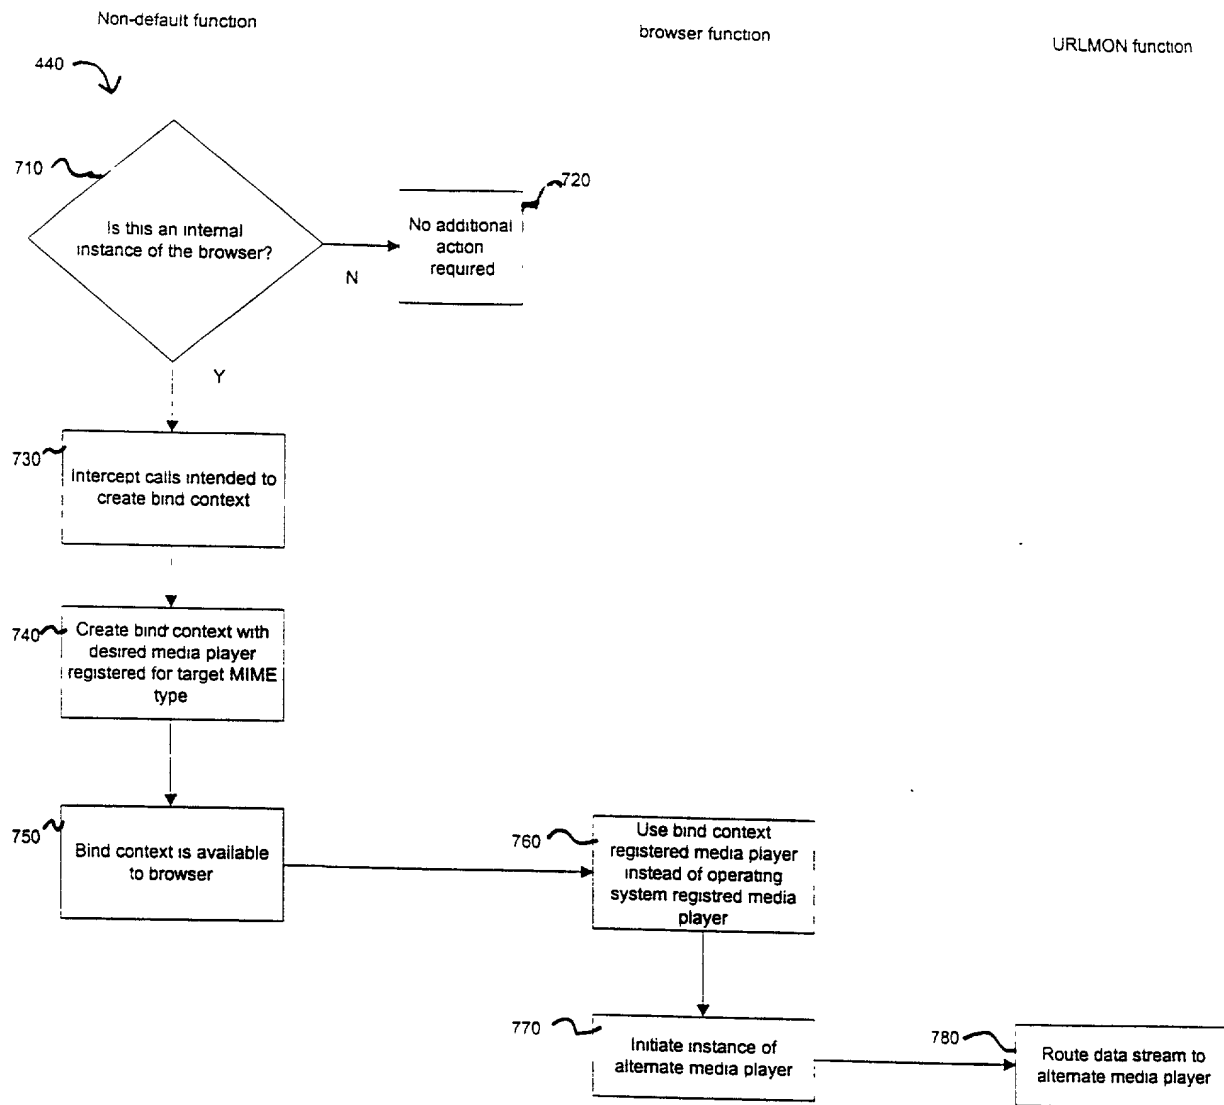 Non-default function
browser function
URLMON function
440
710
Is this an internal
instance of the browser?
N
720
No additional
action
required
Y
730
Intercept calls intended to
create bind context
740
Create bind context with
desired media player
registered for target MIME
type
750
Bind context is available
to browser
760
Use bind context
registered media player
instead of operating
system registred media
player
770
Initiate instance of
alternate media player
780
Route data stream to
alternate media player